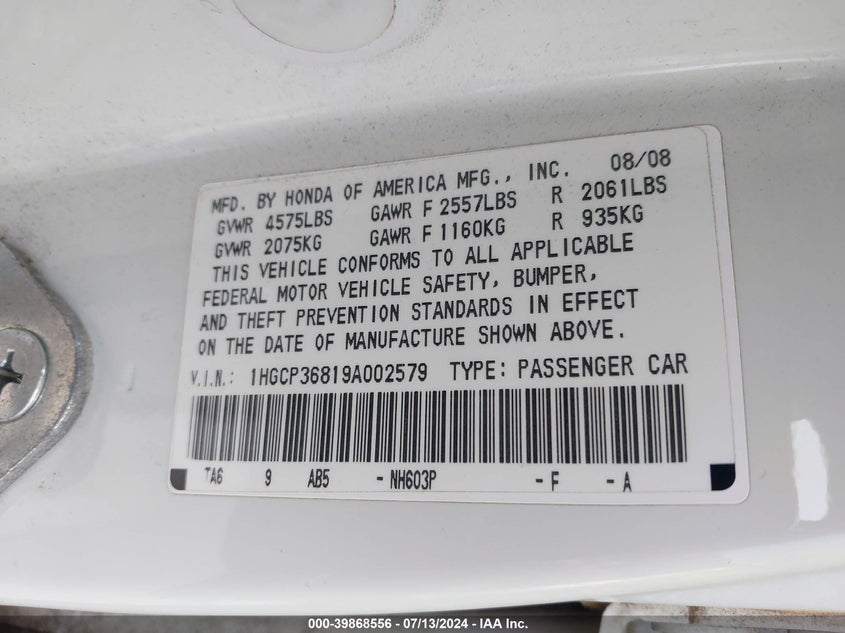 MFD. BY HONDA OF AMERICA MFG., INC. 08/08
GVWR 4575LBS GAWR F 2557LBS R 2061LBS
GVWR 2075KG GAWR F 1160KG R 935KG
THIS VEHICLE CONFORMS TO ALL APPLICABLE
FEDERAL MOTOR VEHICLE SAFETY, BUMPER,
AND THEFT PREVENTION STANDARDS IN EFFECT
ON THE DATE OF MANUFACTURE SHOWN ABOVE.
V.I.N.: 1HGCP36819A002579 TYPE: PASSENGER CAR
TA6 9 AB5 -NH603P -F -A
000-39868556 - 07/13/2024 - IAA Inc.